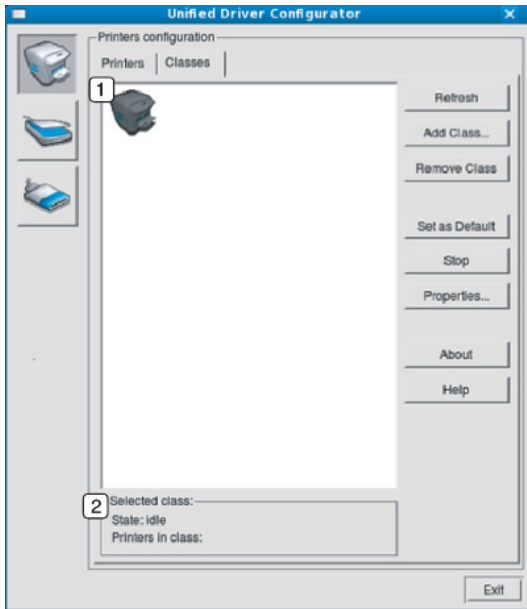 Unified Driver Configurator
Printers configuration
Printers
Classes
1
Refresh
Add Class...
Remove Class
Set as Default
Stop
Properties...
About
Help
2
Selected class:
State: idle
Printers in class:
Exit